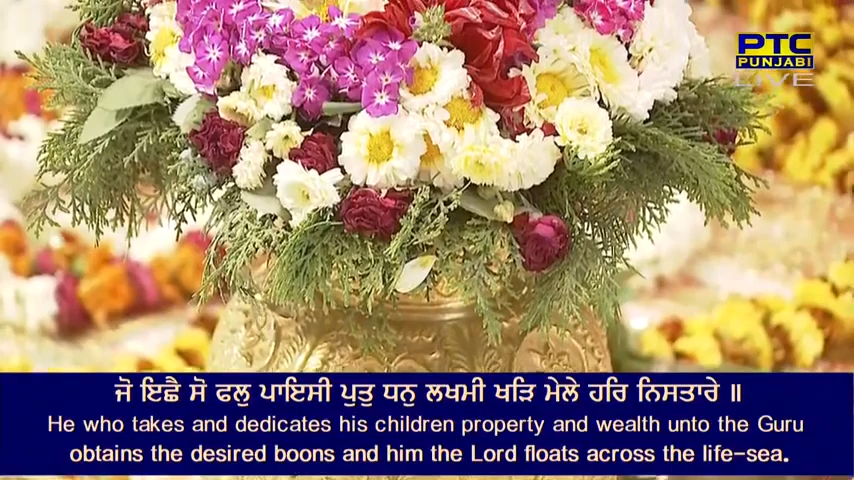 PTC
PUNJABI
LIVE
ਜੋ ਇਛੈ ਸੋ ਫਲੁ ਪਾਇਸੀ ਪੁਤੁ ਧਨੁ ਲਖਮੀ ਖੜਿ ਮੇਲੇ ਹਰਿ ਨਿਸਤਾਰੇ ॥
He who takes and dedicates his children property and wealth unto the Guru
obtains the desired boons and him the Lord floats across the life-sea.